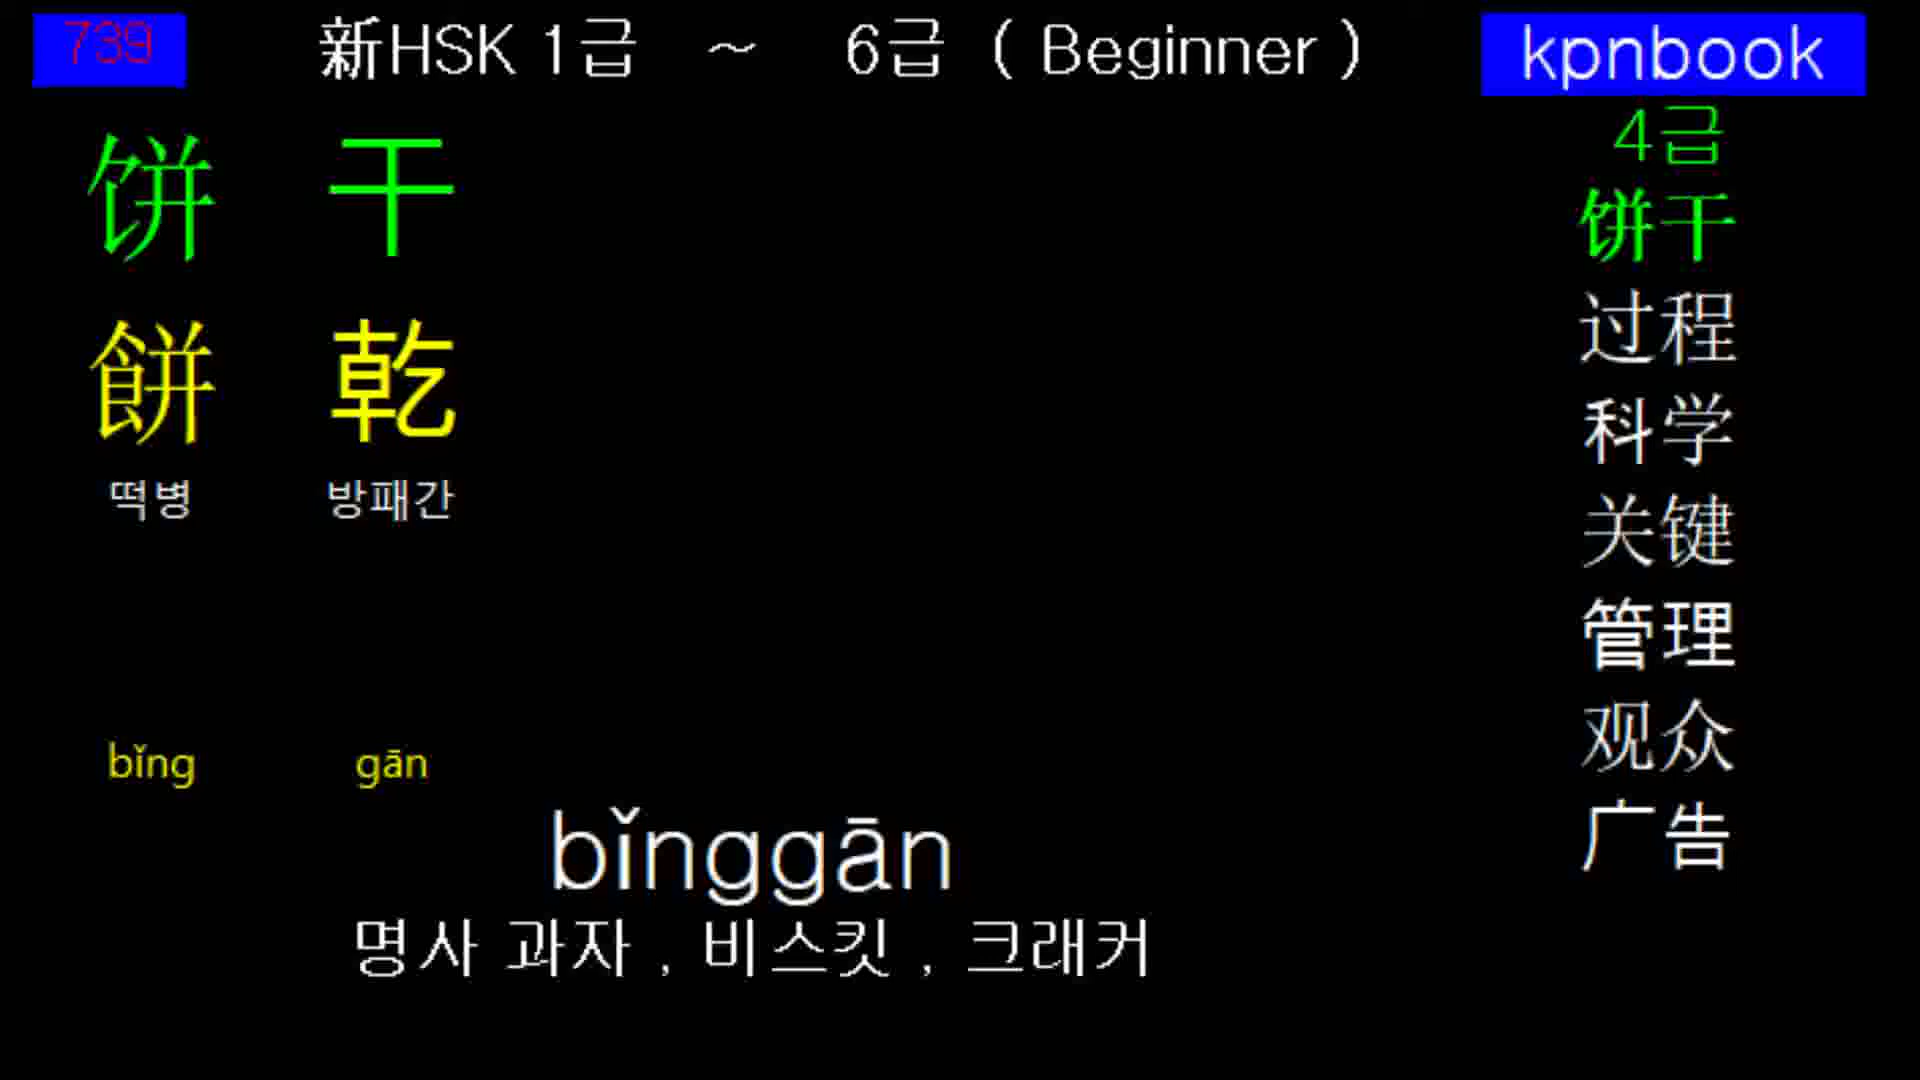 739
新HSK 1급 ~ 6급 ( Beginner )
kpnbook
饼 干
餅 乾
떡병 방패간
bǐng gān
bǐnggān
명사 과자 , 비스킷 , 크래커
4급
饼干
过程
科学
关键
管理
观众
广告